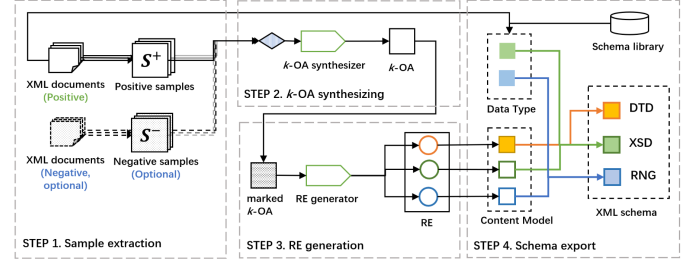 XML documents
(Positive)
S⁺
Positive samples
XML documents
(Negative,
optional)
S⁻
Negative samples
(Optional)
STEP 1. Sample extraction
k-OA synthesizer
k-OA
STEP 2. k-OA synthesizing
marked
k-OA
RE generator
RE
STEP 3. RE generation
Schema library
Data Type
Content Model
DTD
XSD
RNG
XML schema
STEP 4. Schema export